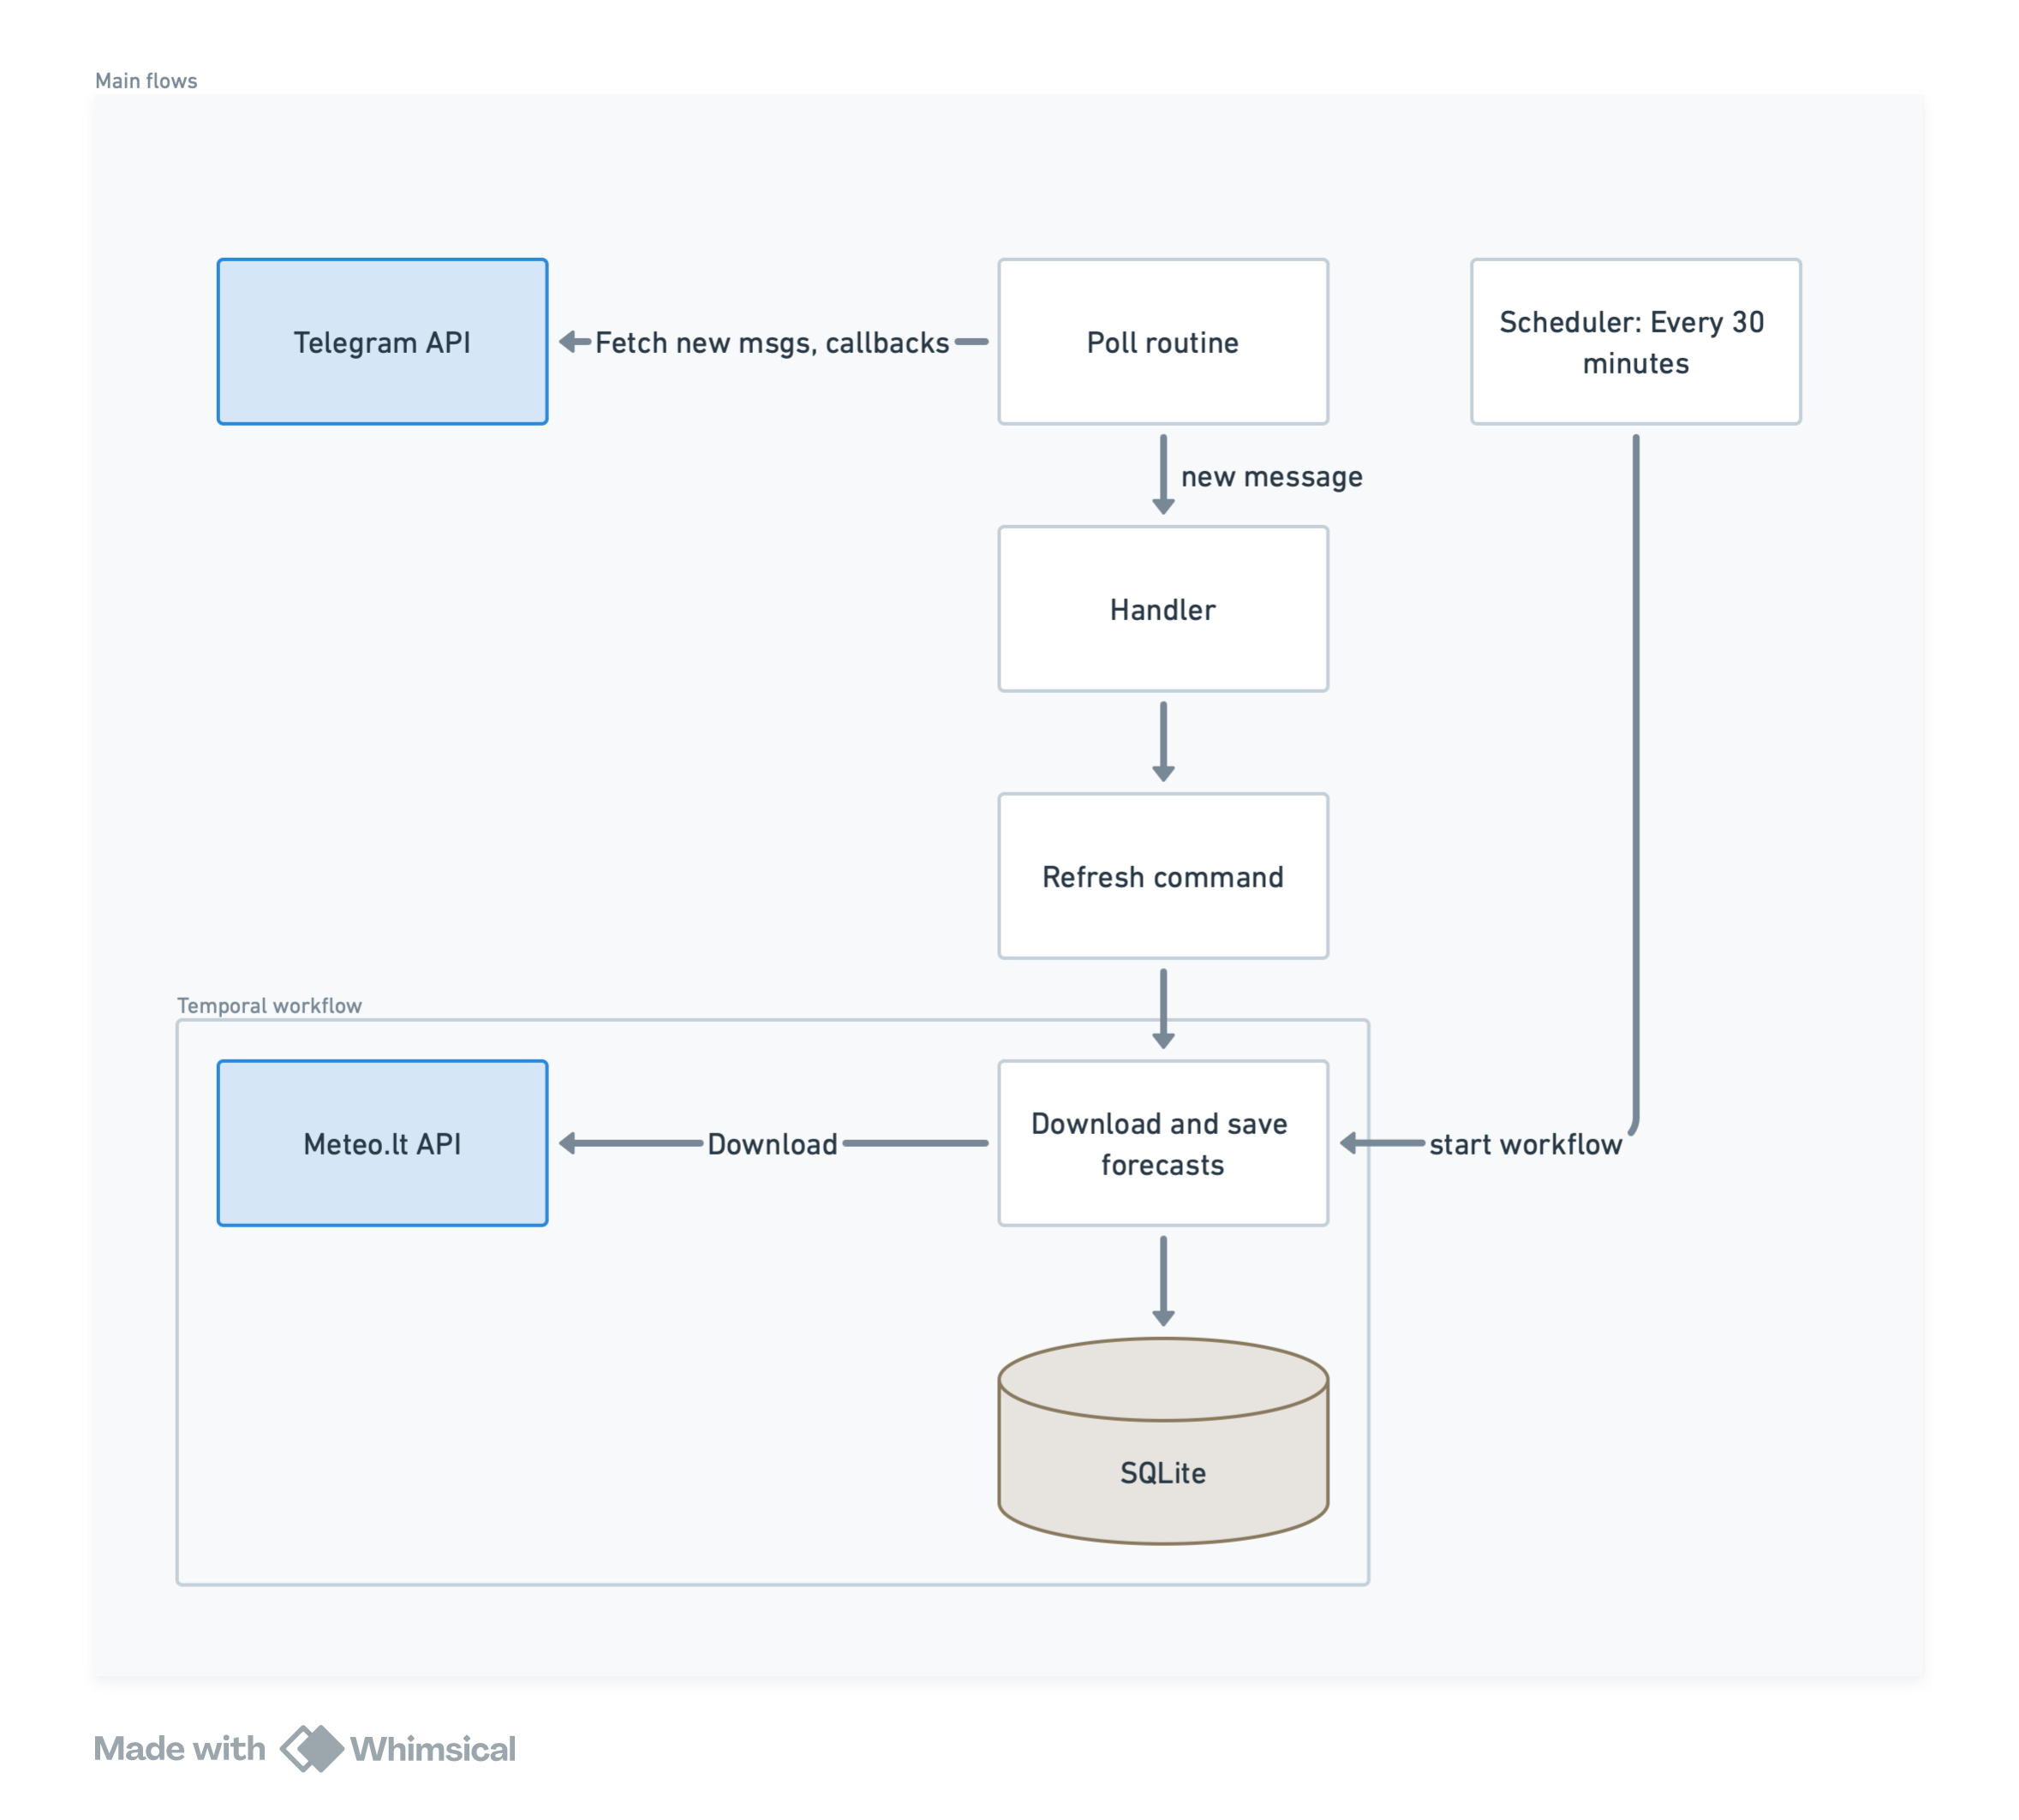 Main flows
Telegram API
Fetch new msgs, callbacks
Poll routine
Scheduler: Every 30
minutes
new message
Handler
Refresh command
Temporal workflow
Meteo.lt API
Download
Download and save
forecasts
start workflow
SQLite
Made with Whimsical